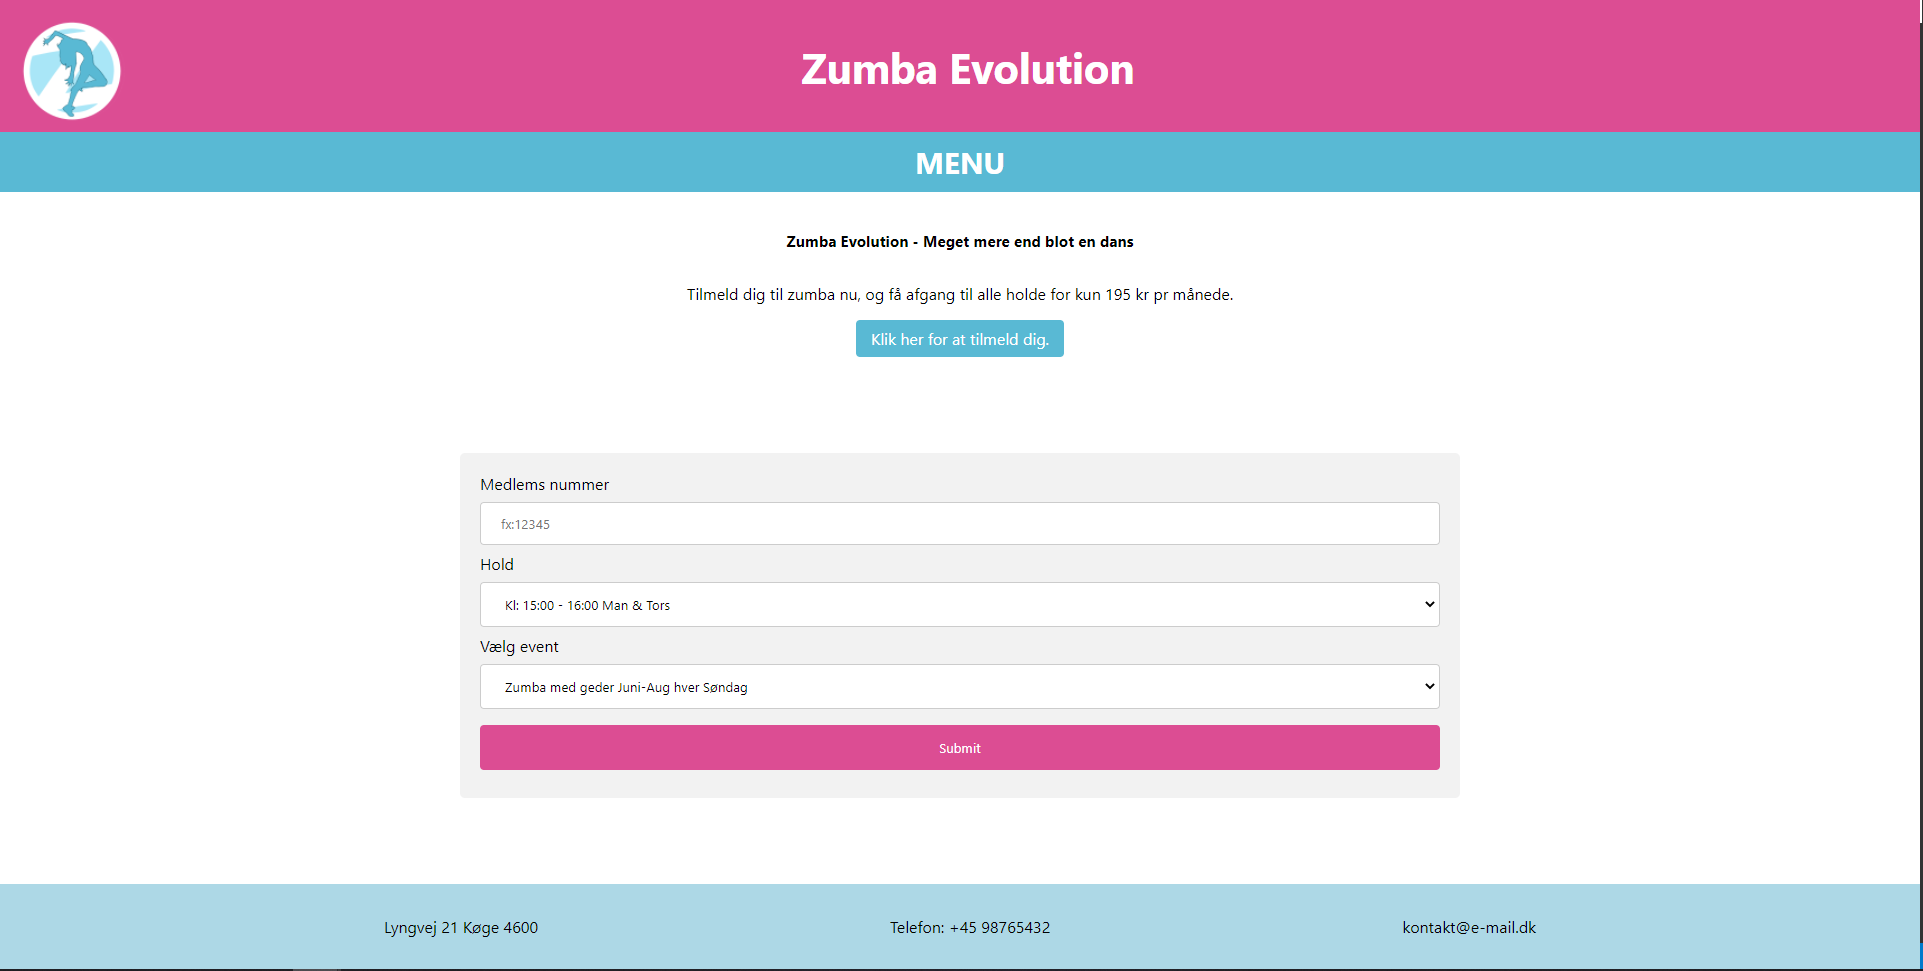 Zumba Evolution
MENU
Zumba Evolution - Meget mere end blot en dans
Tilmeld dig til zumba nu, og få afgang til alle holde for kun 195 kr pr månede.
Klik her for at tilmeld dig.
Medlems nummer
fx:12345
Hold
Kl: 15:00 - 16:00 Man & Tors
Vælg event
Zumba med geder Juni-Aug hver Søndag
Submit
Lyngvej 21 Køge 4600
Telefon: +45 98765432
kontakt@e-mail.dk